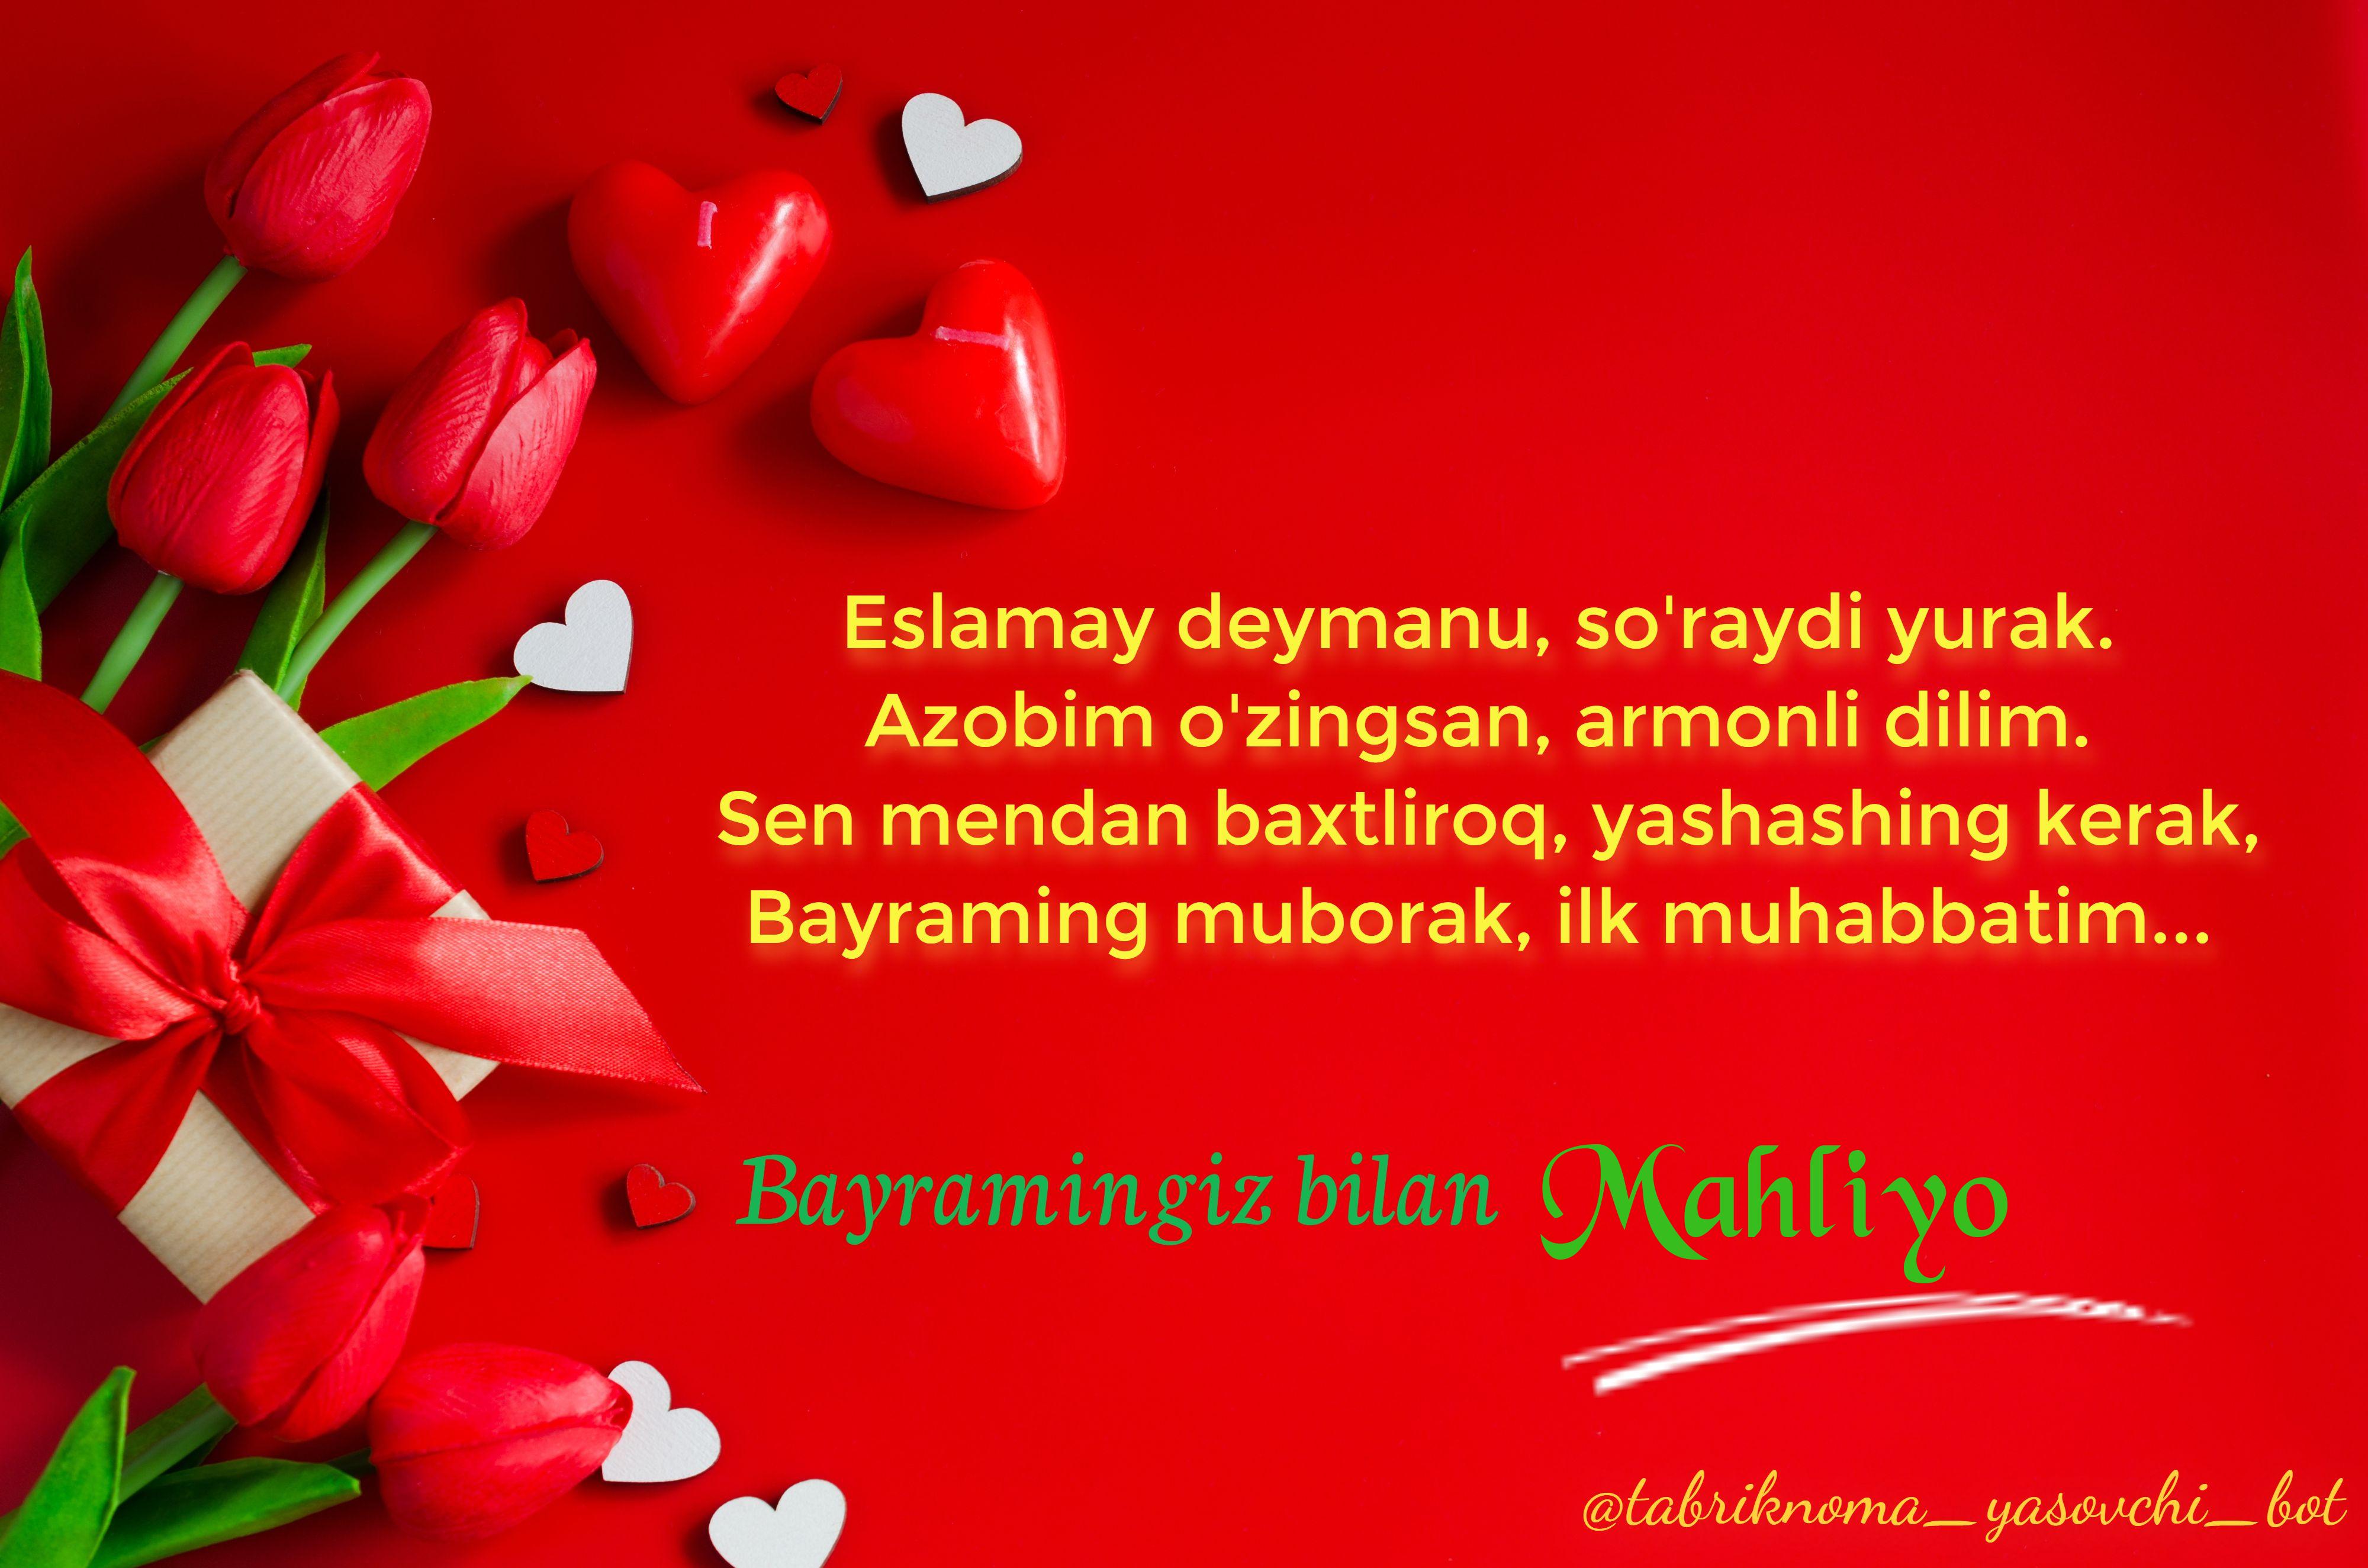 Eslamay deymanu, so'raydi yurak.
Azobim o'zingsan, armonli dilim.
Sen mendan baxtliroq, yashashing kerak,
Bayraming muborak, ilk muhabbatim...
Bayramingiz bilan Mahliyo
@tabriknoma_yasovchi_bot